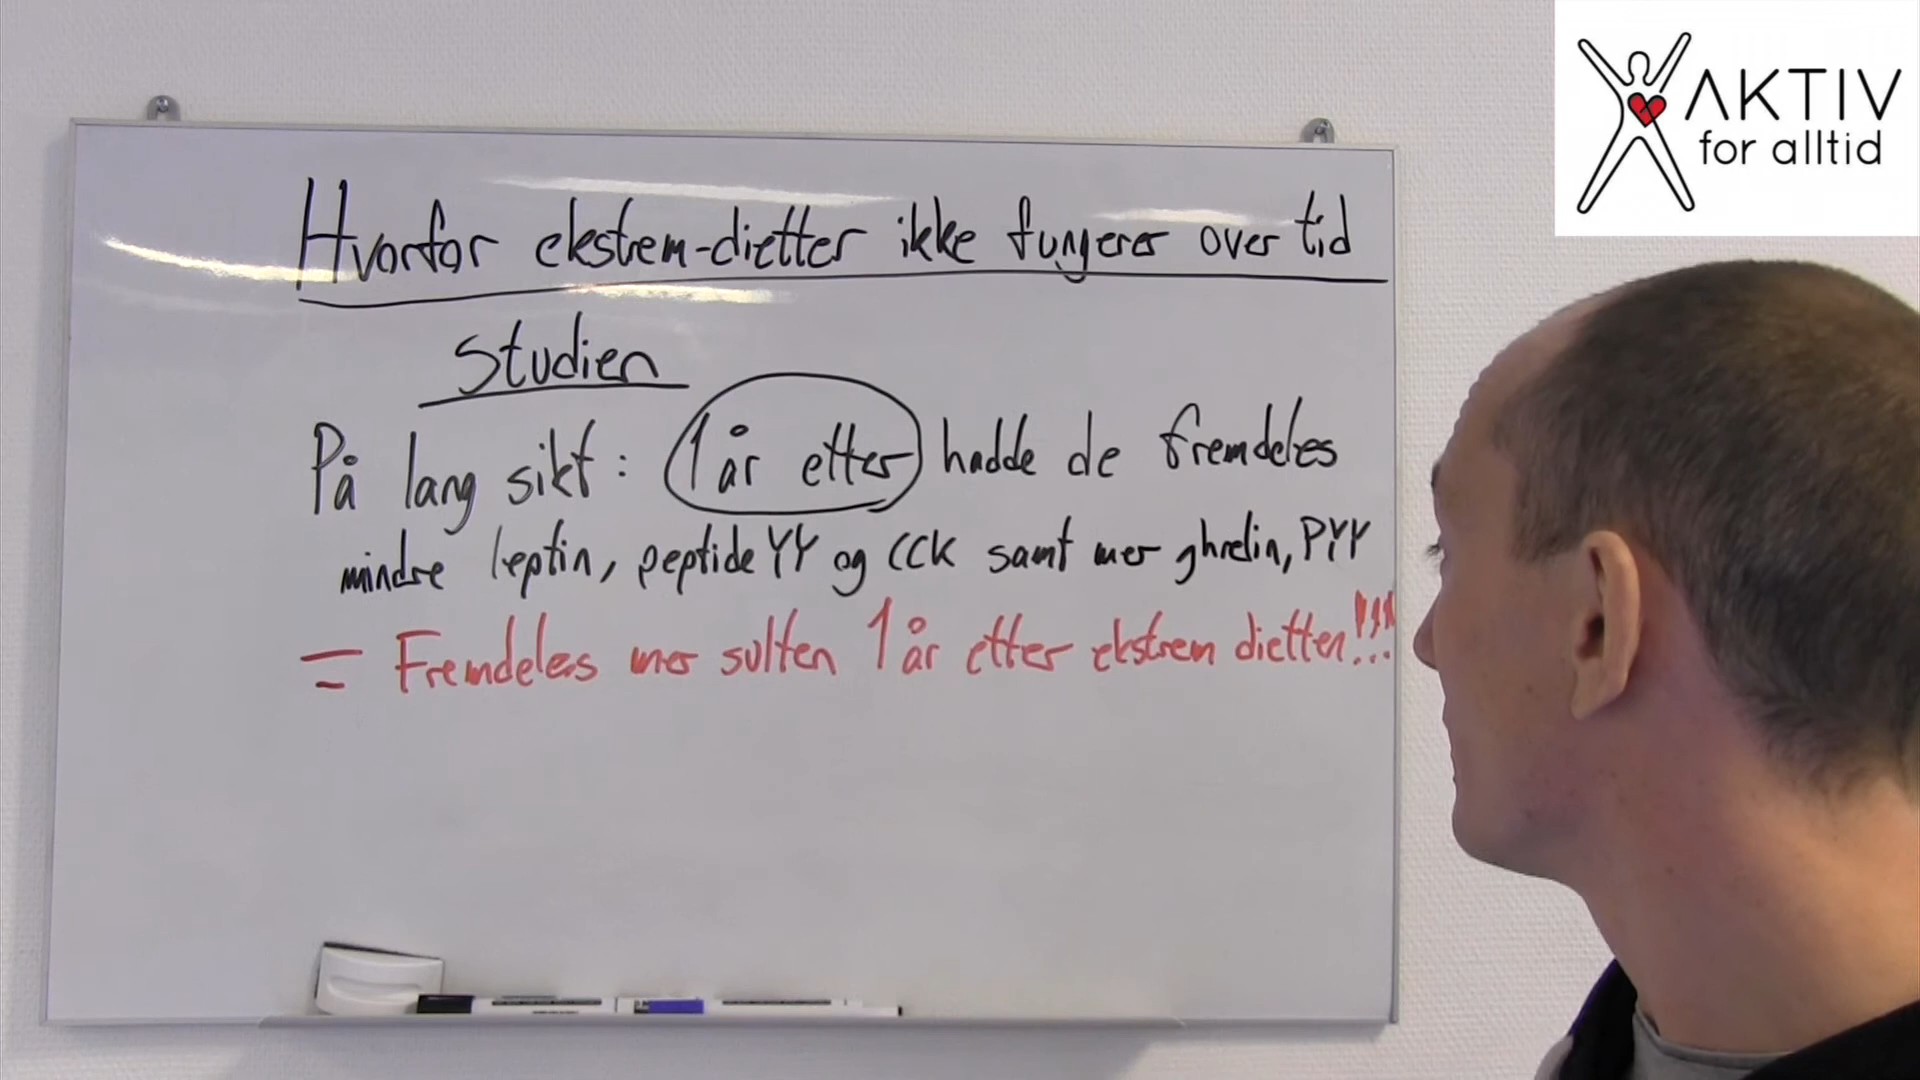 AKTIV
for alltid
Hvorfor ekstrem-dietter ikke fungerer over tid
Studien
På lang sikt: 1 år etter hadde de fremdeles
mindre leptin, peptide YY og CCK samt mer ghrelin, PYY
= Fremdeles mer sulten 1 år etter ekstrem dietten!!!